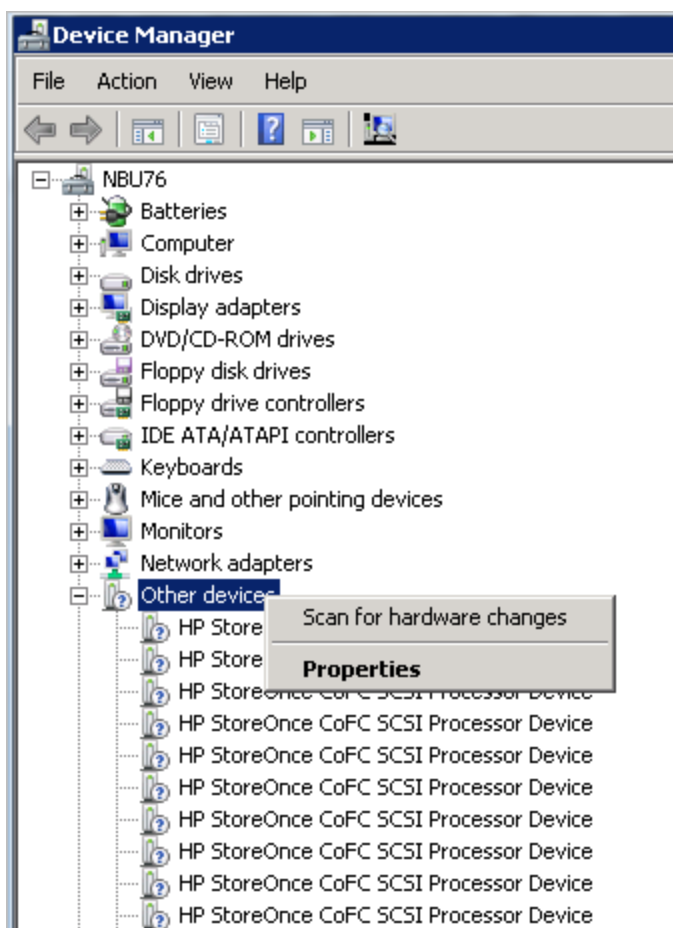 Device Manager
File Action View Help
NBU76
Batteries
Computer
Disk drives
Display adapters
DVD/CD-ROM drives
Floppy disk drives
Floppy drive controllers
IDE ATA/ATAPI controllers
Keyboards
Mice and other pointing devices
Monitors
Network adapters
Other devices
Scan for hardware changes
HP Store
HP Store
Properties
HP StoreOnce CoFC SCSI Processor Device
HP StoreOnce CoFC SCSI Processor Device
HP StoreOnce CoFC SCSI Processor Device
HP StoreOnce CoFC SCSI Processor Device
HP StoreOnce CoFC SCSI Processor Device
HP StoreOnce CoFC SCSI Processor Device
HP StoreOnce CoFC SCSI Processor Device
HP StoreOnce CoFC SCSI Processor Device